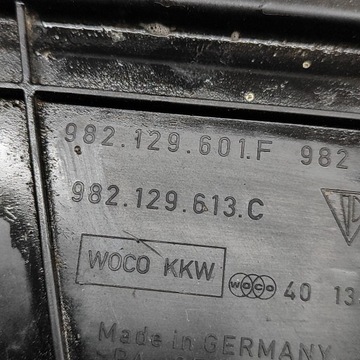 982.129.601.F 982
982.129.613.C
WOCO KKW woco 40 13
Made in GERMANY